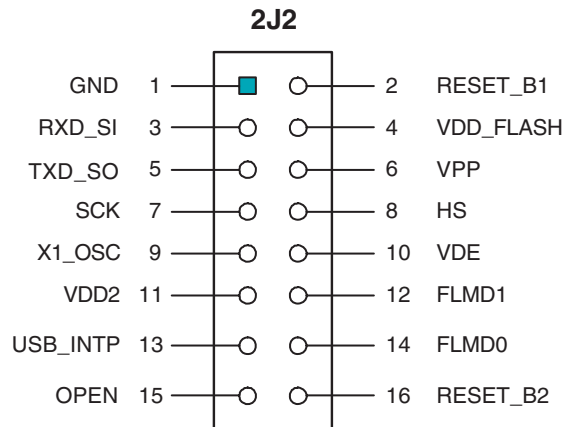 2J2
GND 1 2 RESET_B1
RXD_SI 3 4 VDD_FLASH
TXD_SO 5 6 VPP
SCK 7 8 HS
X1_OSC 9 10 VDE
VDD2 11 12 FLMD1
USB_INTP 13 14 FLMD0
OPEN 15 16 RESET_B2